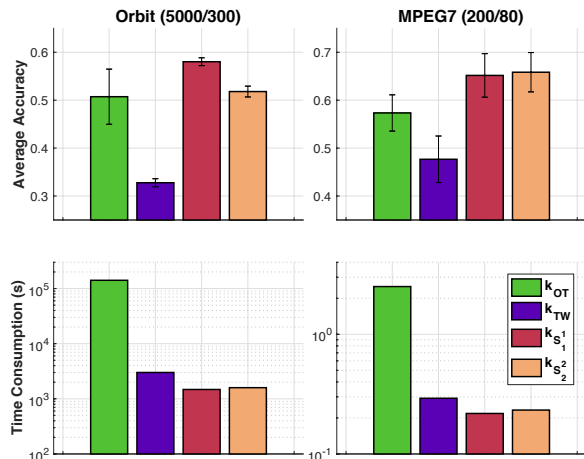 Orbit (5000/300)
MPEG7 (200/80)
Average Accuracy
0.6
0.5
0.4
0.3
0.7
0.6
0.5
0.4
Time Consumption (s)
10^5
10^4
10^3
10^2
10^0
10^-1
k_OT
k_TW
k_S_1^1
k_S_2^2